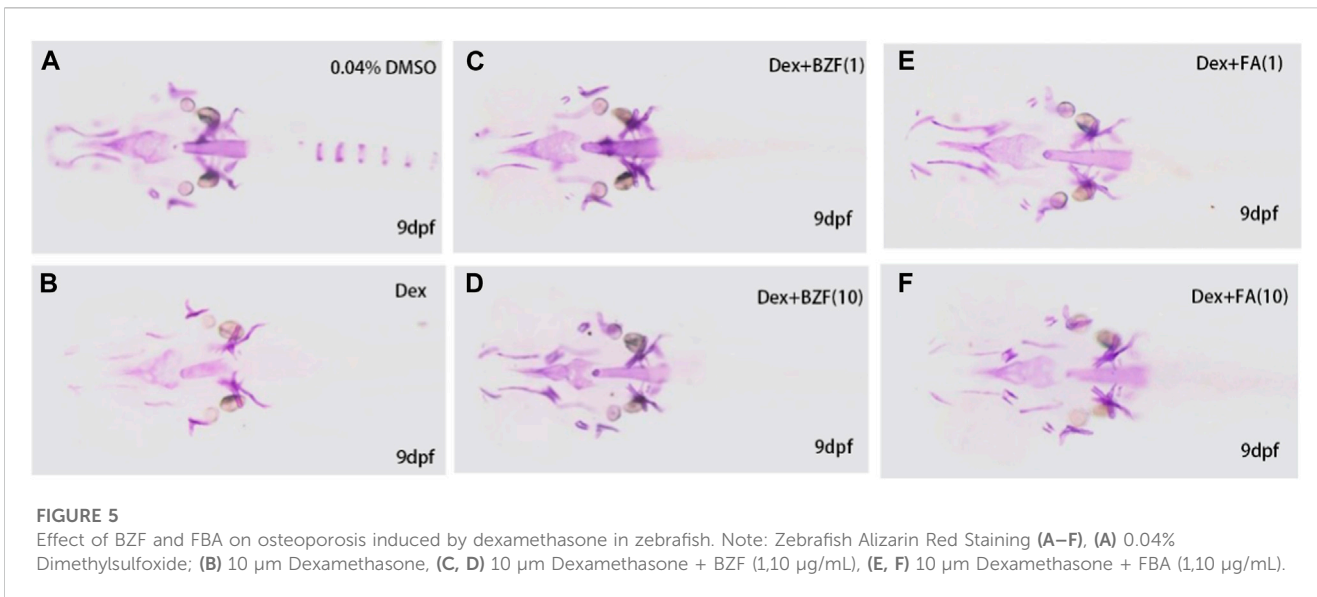 A
0.04% DMSO
9dpf
C
Dex+BZF(1)
9dpf
E
Dex+FA(1)
9dpf
B
Dex
9dpf
D
Dex+BZF(10)
9dpf
F
Dex+FA(10)
9dpf
FIGURE 5
Effect of BZF and FBA on osteoporosis induced by dexamethasone in zebrafish. Note: Zebrafish Alizarin Red Staining (A–F), (A) 0.04%
Dimethylsulfoxide; (B) 10 μm Dexamethasone, (C, D) 10 μm Dexamethasone + BZF (1,10 μg/mL), (E, F) 10 μm Dexamethasone + FBA (1,10 μg/mL).